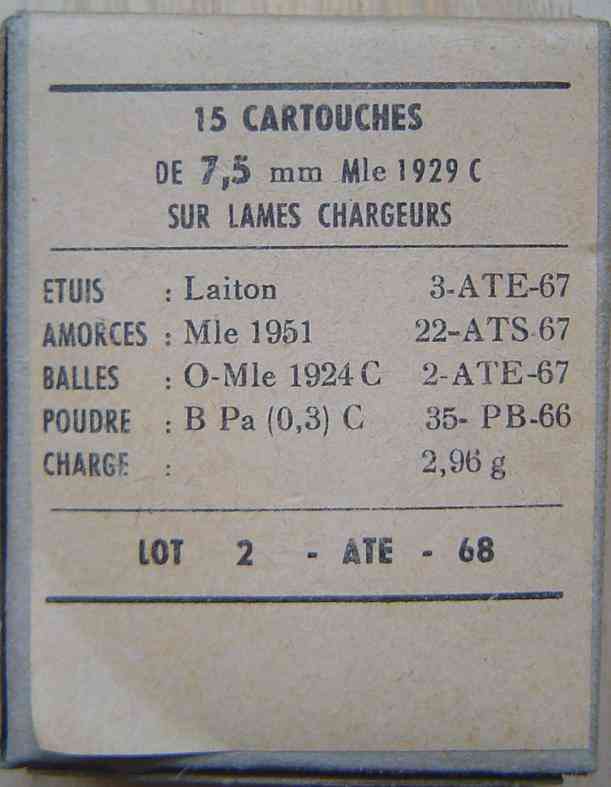 15 CARTOUCHES
DE 7,5 mm Mle 1929 C
SUR LAMES CHARGEURS
ETUIS : Laiton 3-ATE-67
AMORCES : Mle 1951 22-ATS-67
BALLES : O-Mle 1924 C 2-ATE-67
POUDRE : B Pa (0,3) C 35- PB-66
CHARGE : 2,96 g
LOT 2 - ATE - 68